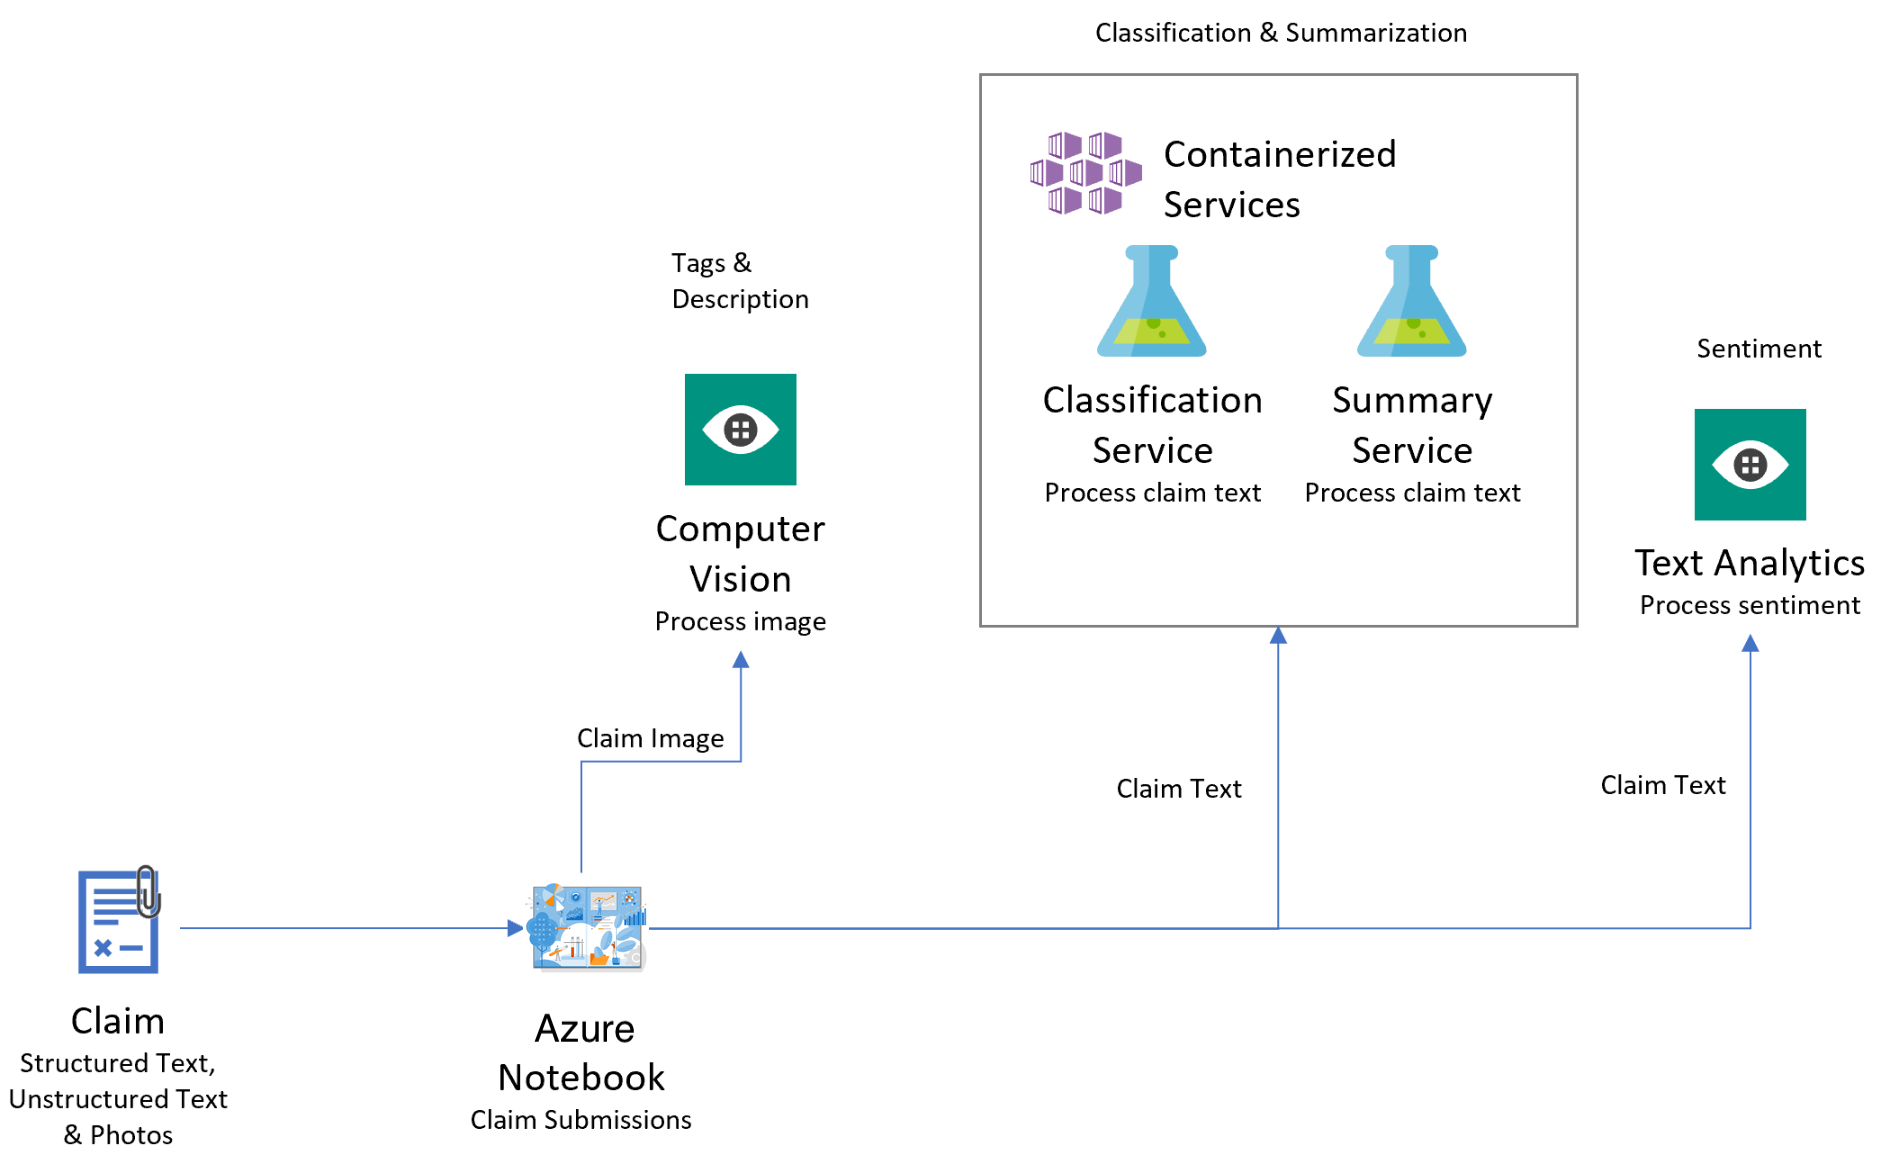 Classification & Summarization
Containerized
Services
Tags &
Description
Sentiment
Classification
Service
Process claim text
Summary
Service
Process claim text
Computer
Vision
Process image
Text Analytics
Process sentiment
Claim Image
Claim Text
Claim Text
Claim
Structured Text,
Unstructured Text
& Photos
Azure
Notebook
Claim Submissions